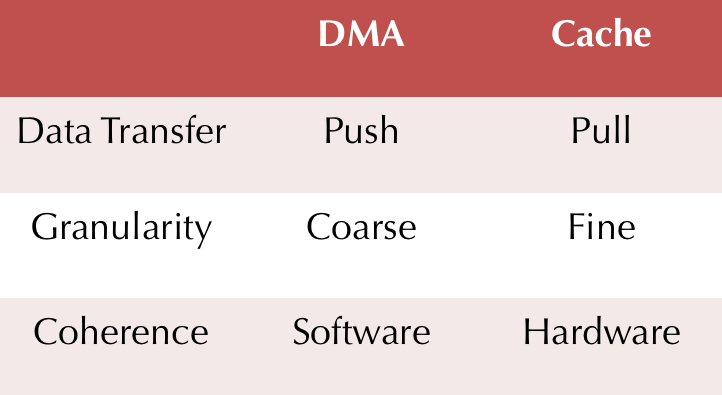 DMA Cache
Data Transfer Push Pull
Granularity Coarse Fine
Coherence Software Hardware